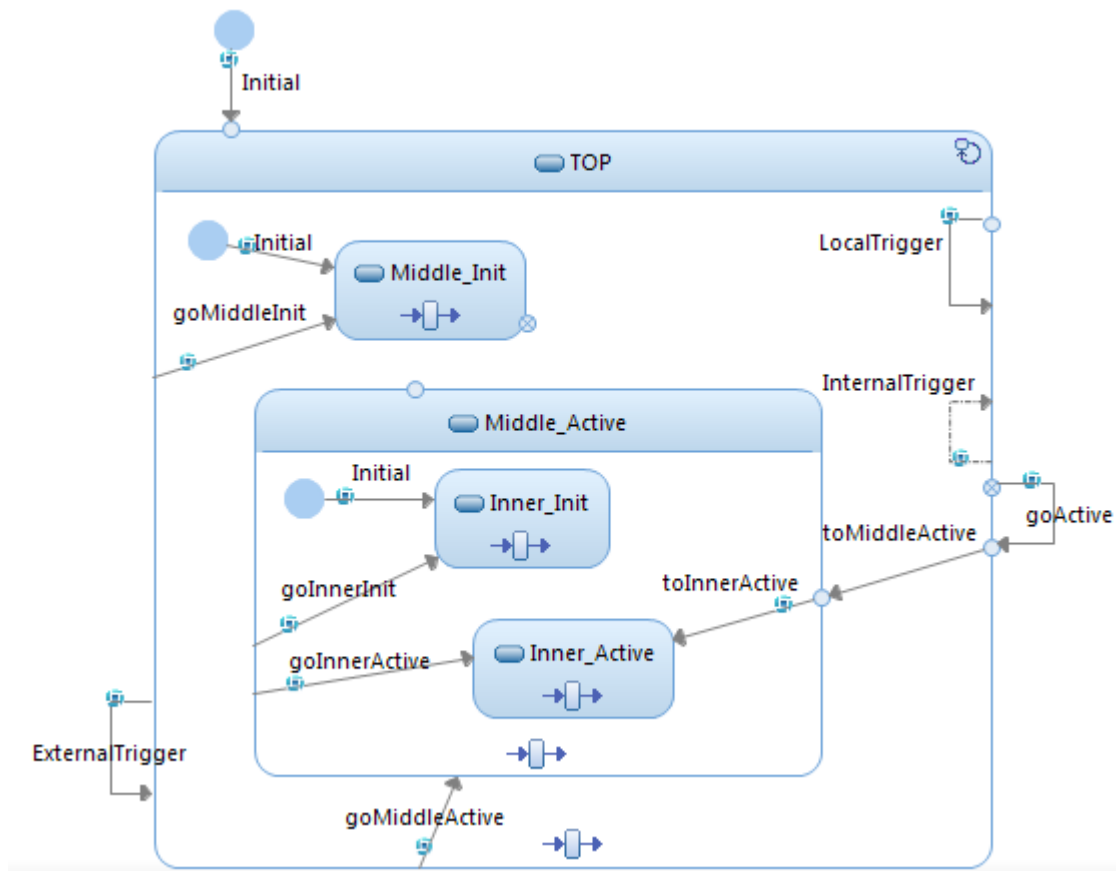 Initial
TOP
Initial
LocalTrigger
Middle_Init
goMiddleInit
InternalTrigger
Middle_Active
Initial
Inner_Init
goActive
toMiddleActive
toInnerActive
goInnerInit
Inner_Active
goInnerActive
ExternalTrigger
goMiddleActive